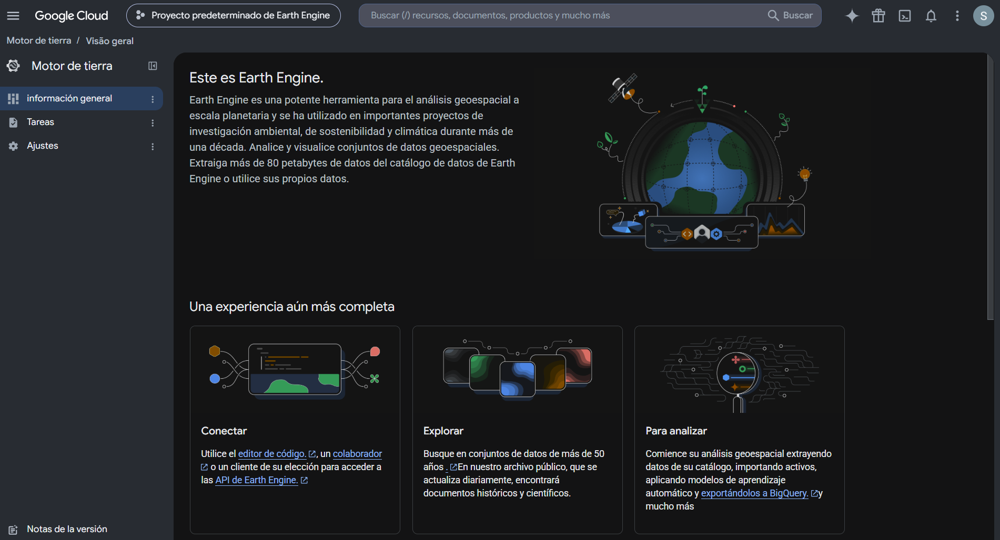 Google Cloud
Proyecto predeterminado de Earth Engine
Buscar (/) recursos, documentos, productos y mucho más
Buscar
S
Motor de tierra / Visão geral
Motor de tierra
información general
Tareas
Ajustes
Notas de la versión
Este es Earth Engine.
Earth Engine es una potente herramienta para el análisis geoespacial a
escala planetaria y se ha utilizado en importantes proyectos de
investigación ambiental, de sostenibilidad y climática durante más de
una década. Analice y visualice conjuntos de datos geoespaciales.
Extraiga más de 80 petabytes de datos del catálogo de datos de Earth
Engine o utilice sus propios datos.
Una experiencia aún más completa
Conectar
Utilice el editor de código. , un colaborador
o un cliente de su elección para acceder a
las API de Earth Engine.
Explorar
Busque en conjuntos de datos de más de 50
años . En nuestro archivo público, que se
actualiza diariamente, encontrará
documentos históricos y científicos.
Para analizar
Comience su análisis geoespacial extrayendo
datos de su catálogo, importando activos,
aplicando modelos de aprendizaje
automático y exportándolos a BigQuery. y
mucho más